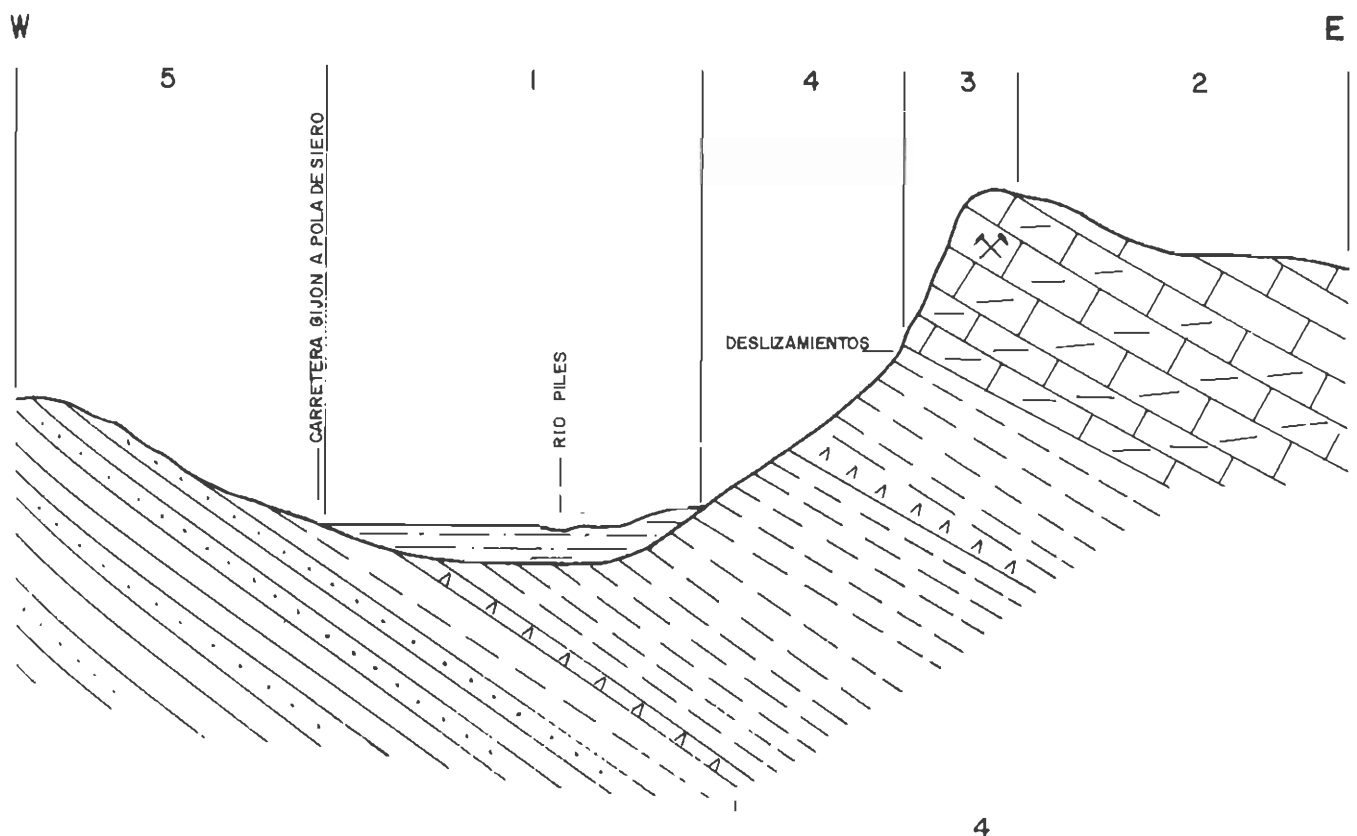 W
E
5
1
4
3
2
CARRETERA GIJON A POLA DE SIERO
RIO PILES
DESLIZAMIENTOS
4